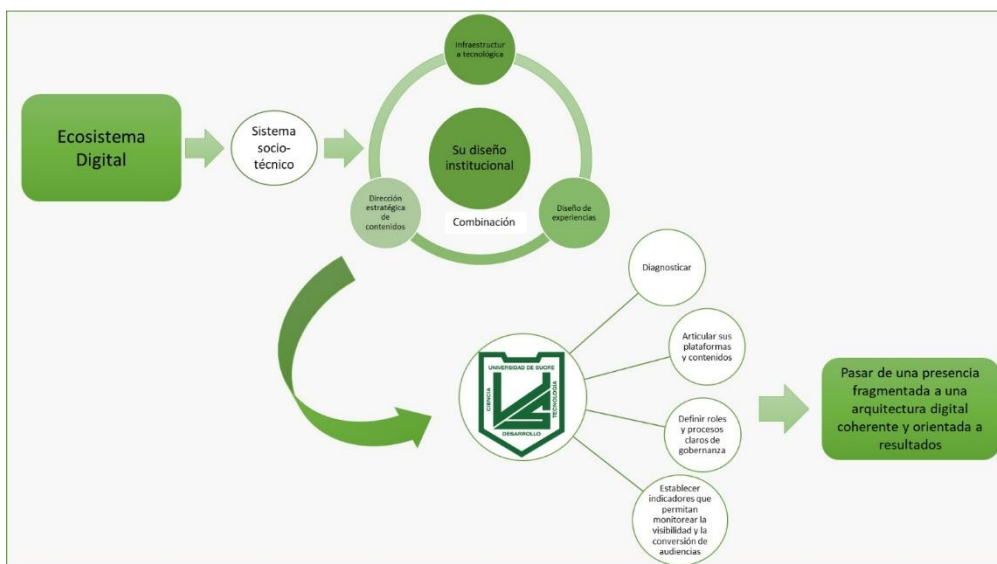 Ecosistema
Digital
Sistema
socio-
técnico
Infraestructur
a tecnológica
Su diseño
institucional
Combinación
Dirección
estratégica
de
contenidos
Diseño de
experiencias
UNIVERSIDAD DE SUCRE
CIENCIA
TECNOLOGIA
DESARROLLO
Diagnosticar
Articular sus
plataformas
y contenidos
Definir roles
y procesos
claros de
gobernanza
Establecer
indicadores que
permitan
monitorear la
visibilidad y la
conversión de
audiencias
Pasar de una presencia
fragmentada a una
arquitectura digital
coherente y orientada a
resultados